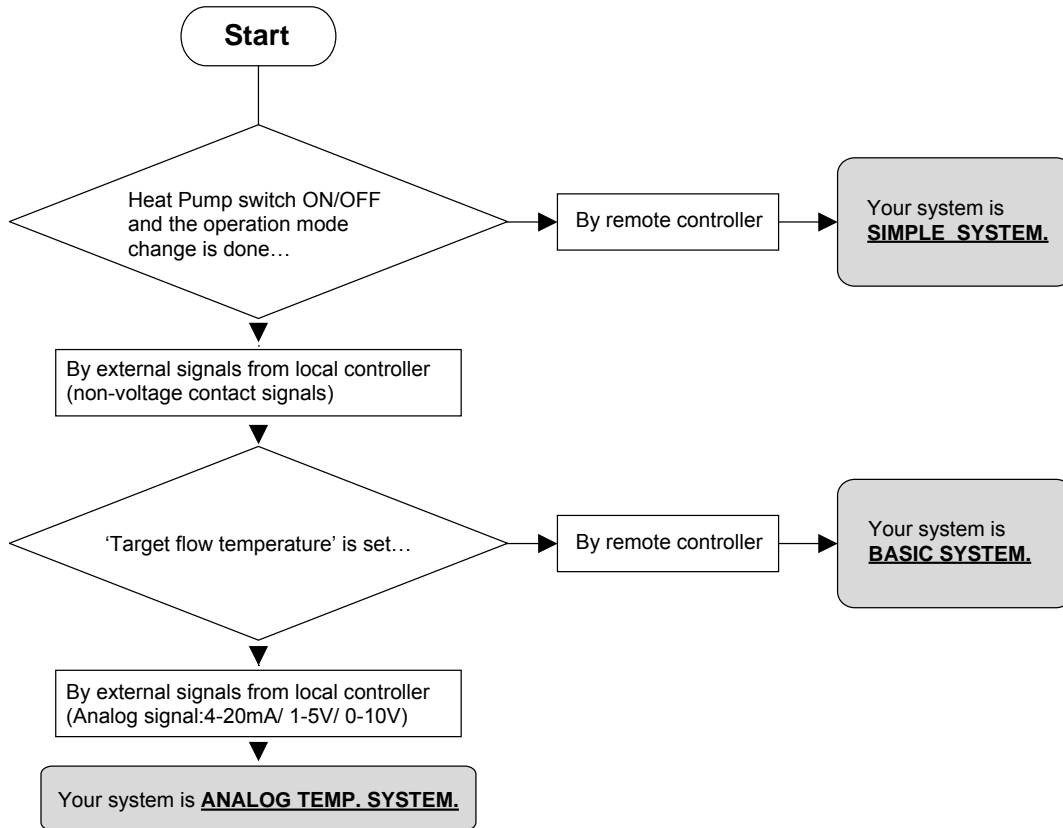 Start
Heat Pump switch ON/OFF
and the operation mode
change is done…
By remote controller
Your system is
SIMPLE SYSTEM.
By external signals from local controller
(non-voltage contact signals)
‘Target flow temperature’ is set…
By remote controller
Your system is
BASIC SYSTEM.
By external signals from local controller
(Analog signal:4-20mA/ 1-5V/ 0-10V)
Your system is ANALOG TEMP. SYSTEM.